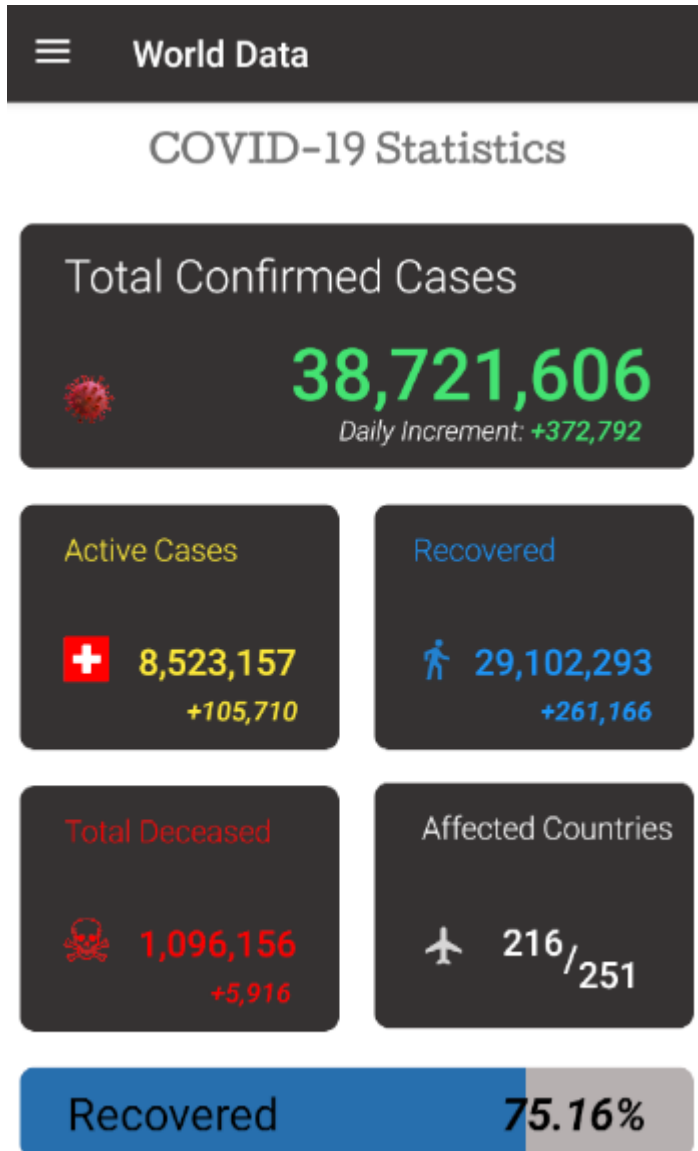 World Data
COVID-19 Statistics
Total Confirmed Cases
38,721,606
Daily Increment: +372,792
Active Cases
8,523,157
+105,710
Recovered
29,102,293
+261,166
Total Deceased
1,096,156
+5,916
Affected Countries
216/251
Recovered 75.16%